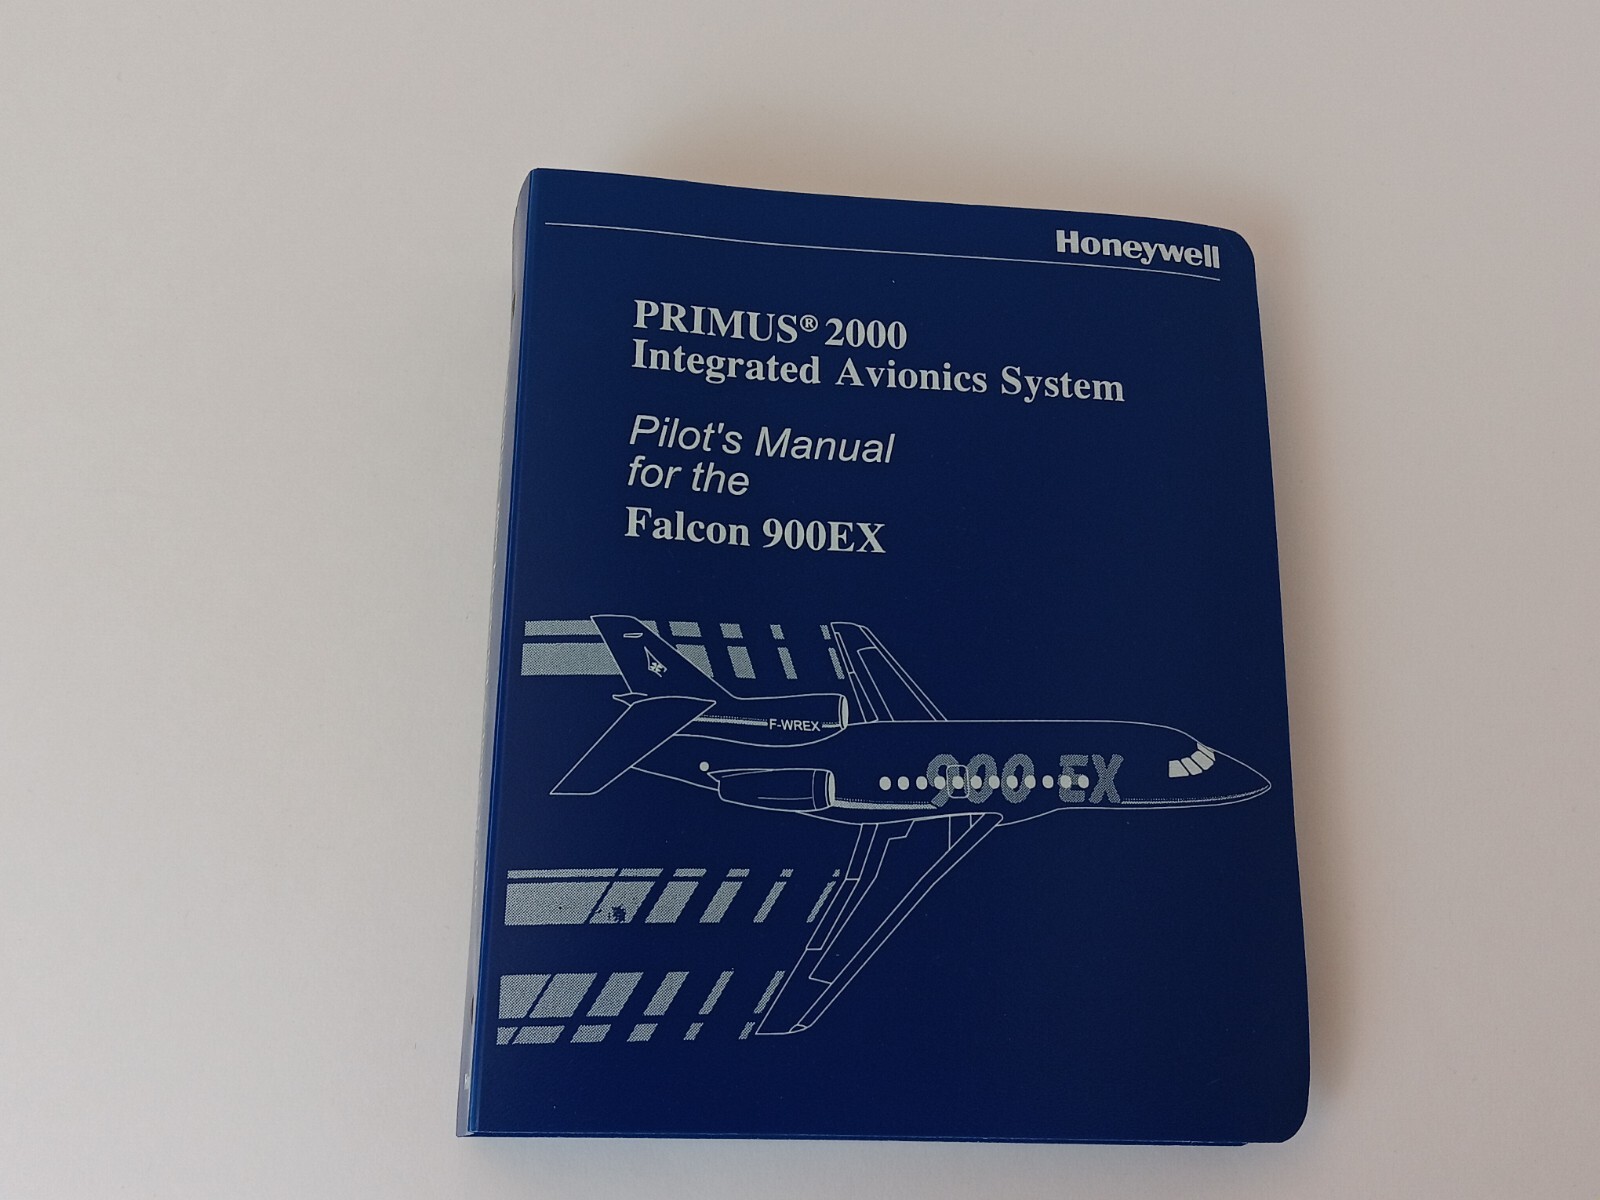 Honeywell
PRIMUS® 2000
Integrated Avionics System
Pilot's Manual
for the
Falcon 900EX
F-WREX
900 EX